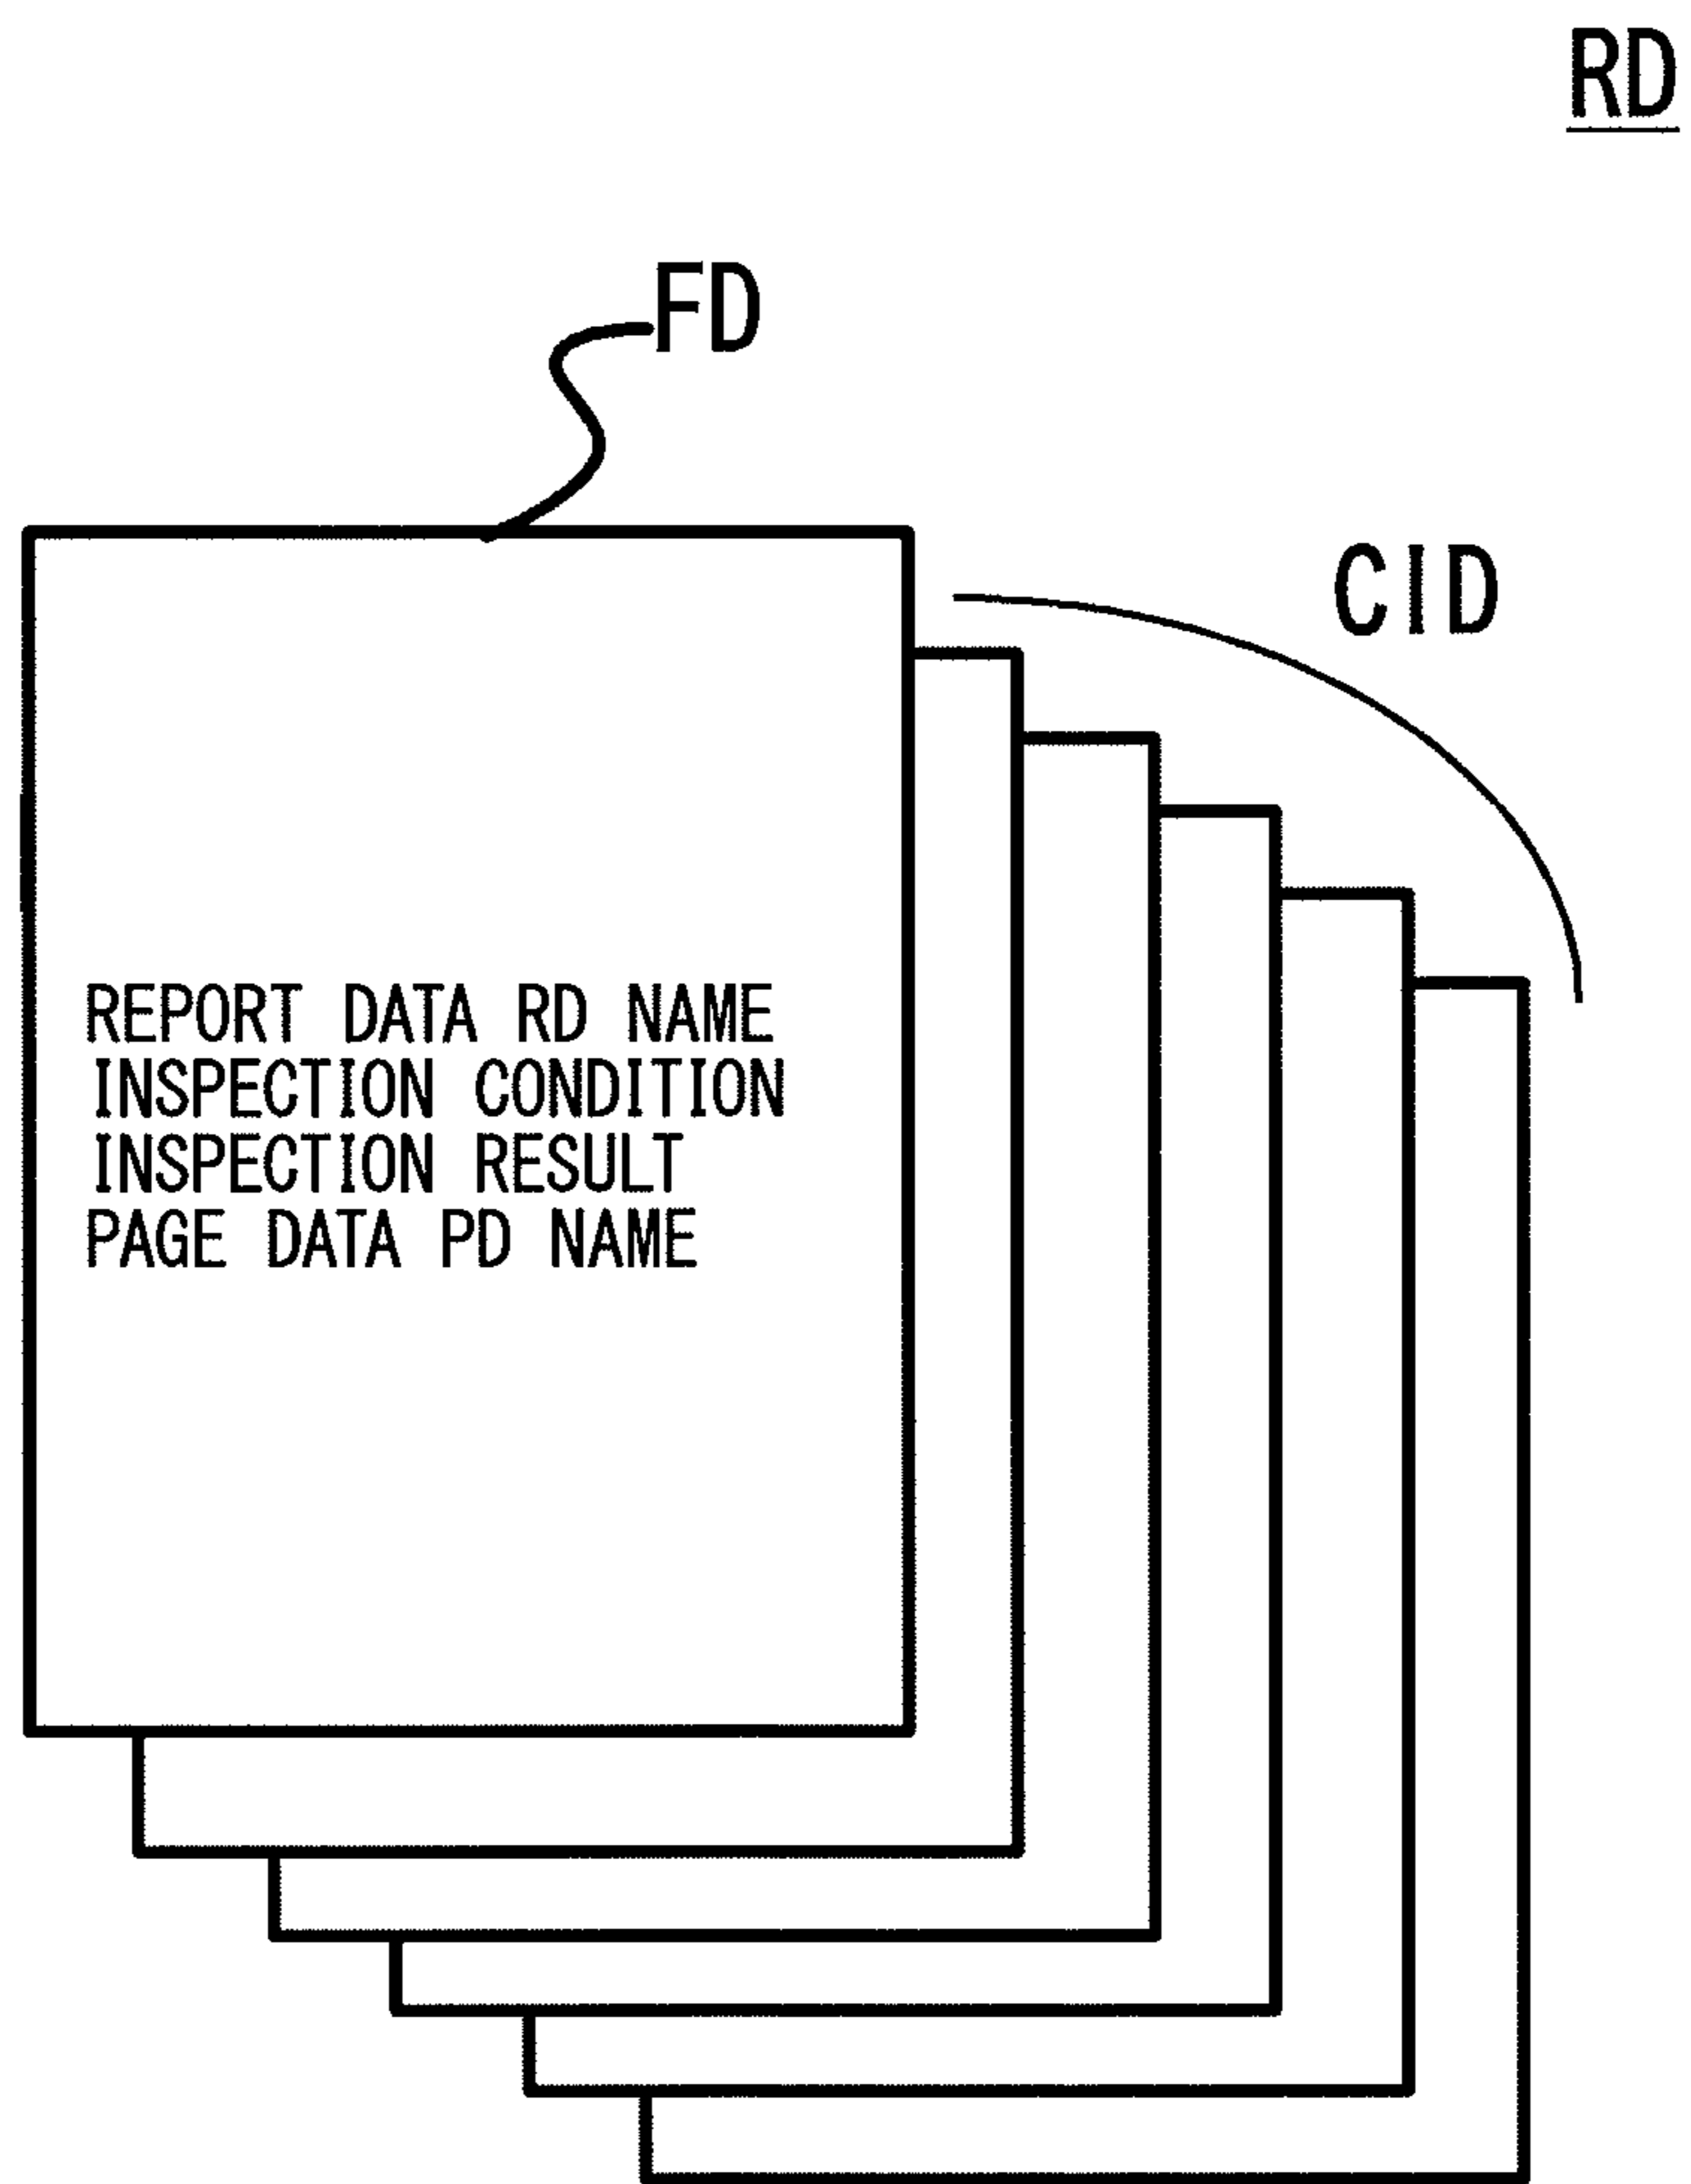 RD
FD
CID
REPORT DATA RD NAME
INSPECTION CONDITION
INSPECTION RESULT
PAGE DATA PD NAME